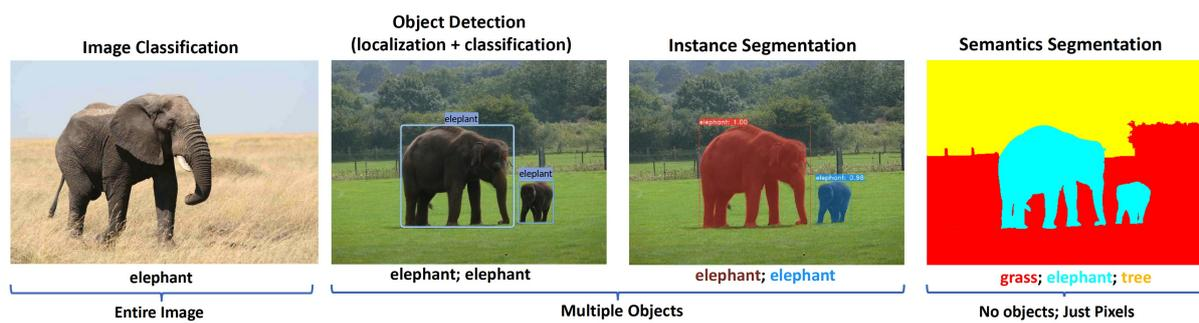 Image Classification
Object Detection
(localization + classification)
Instance Segmentation
Semantics Segmentation
eleplant
eleplant
elephant: 1.00
elephant: 0.98
elephant
elephant; elephant
elephant; elephant
grass; elephant; tree
Entire Image
Multiple Objects
No objects; Just Pixels